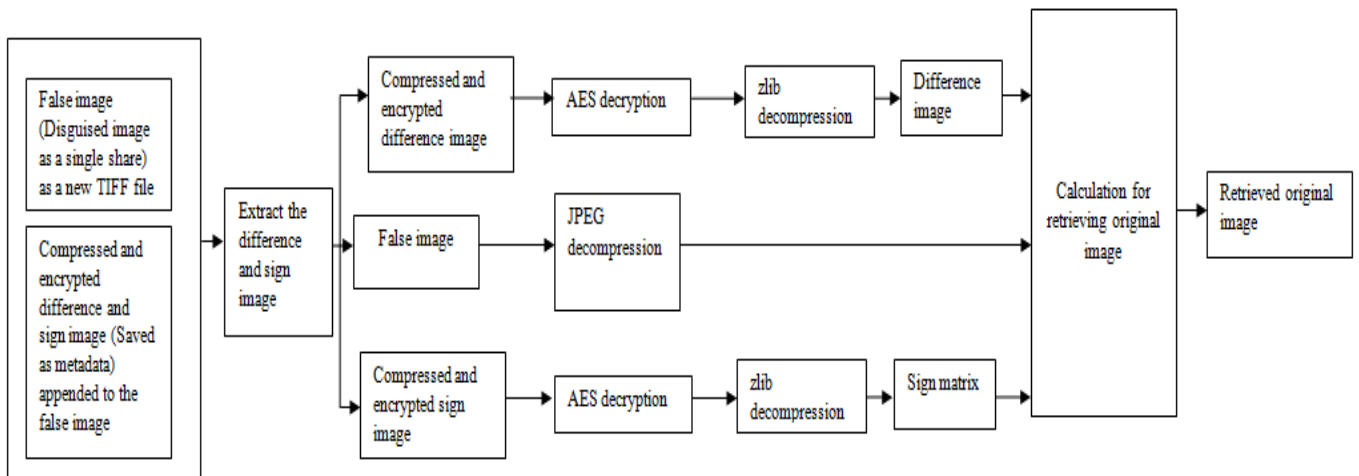 False image
(Disguised image
as a single share)
as a new TIFF file
Compressed and
encrypted
difference and
sign image (Saved
as metadata)
appended to the
false image
Extract the
difference
and sign
image
Compressed and
encrypted
difference image
AES decryption
zlib
decompression
Difference
image
False image
JPEG
decompression
Compressed and
encrypted sign
image
AES decryption
zlib
decompression
Sign matrix
Calculation for
retrieving original
image
Retrieved original
image